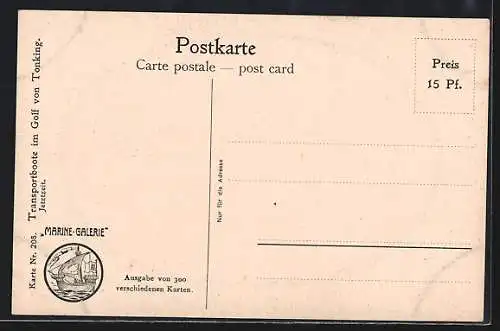 Postkarte
Carte postale — post card
Preis
15 Pf.
Karte Nr. 208. Transportboote im Golf von Tonking-
Jetztzeit.
„MARINE-GALERIE"
Ausgabe von 300
verschiedenen Karten.
Nur für die Adresse